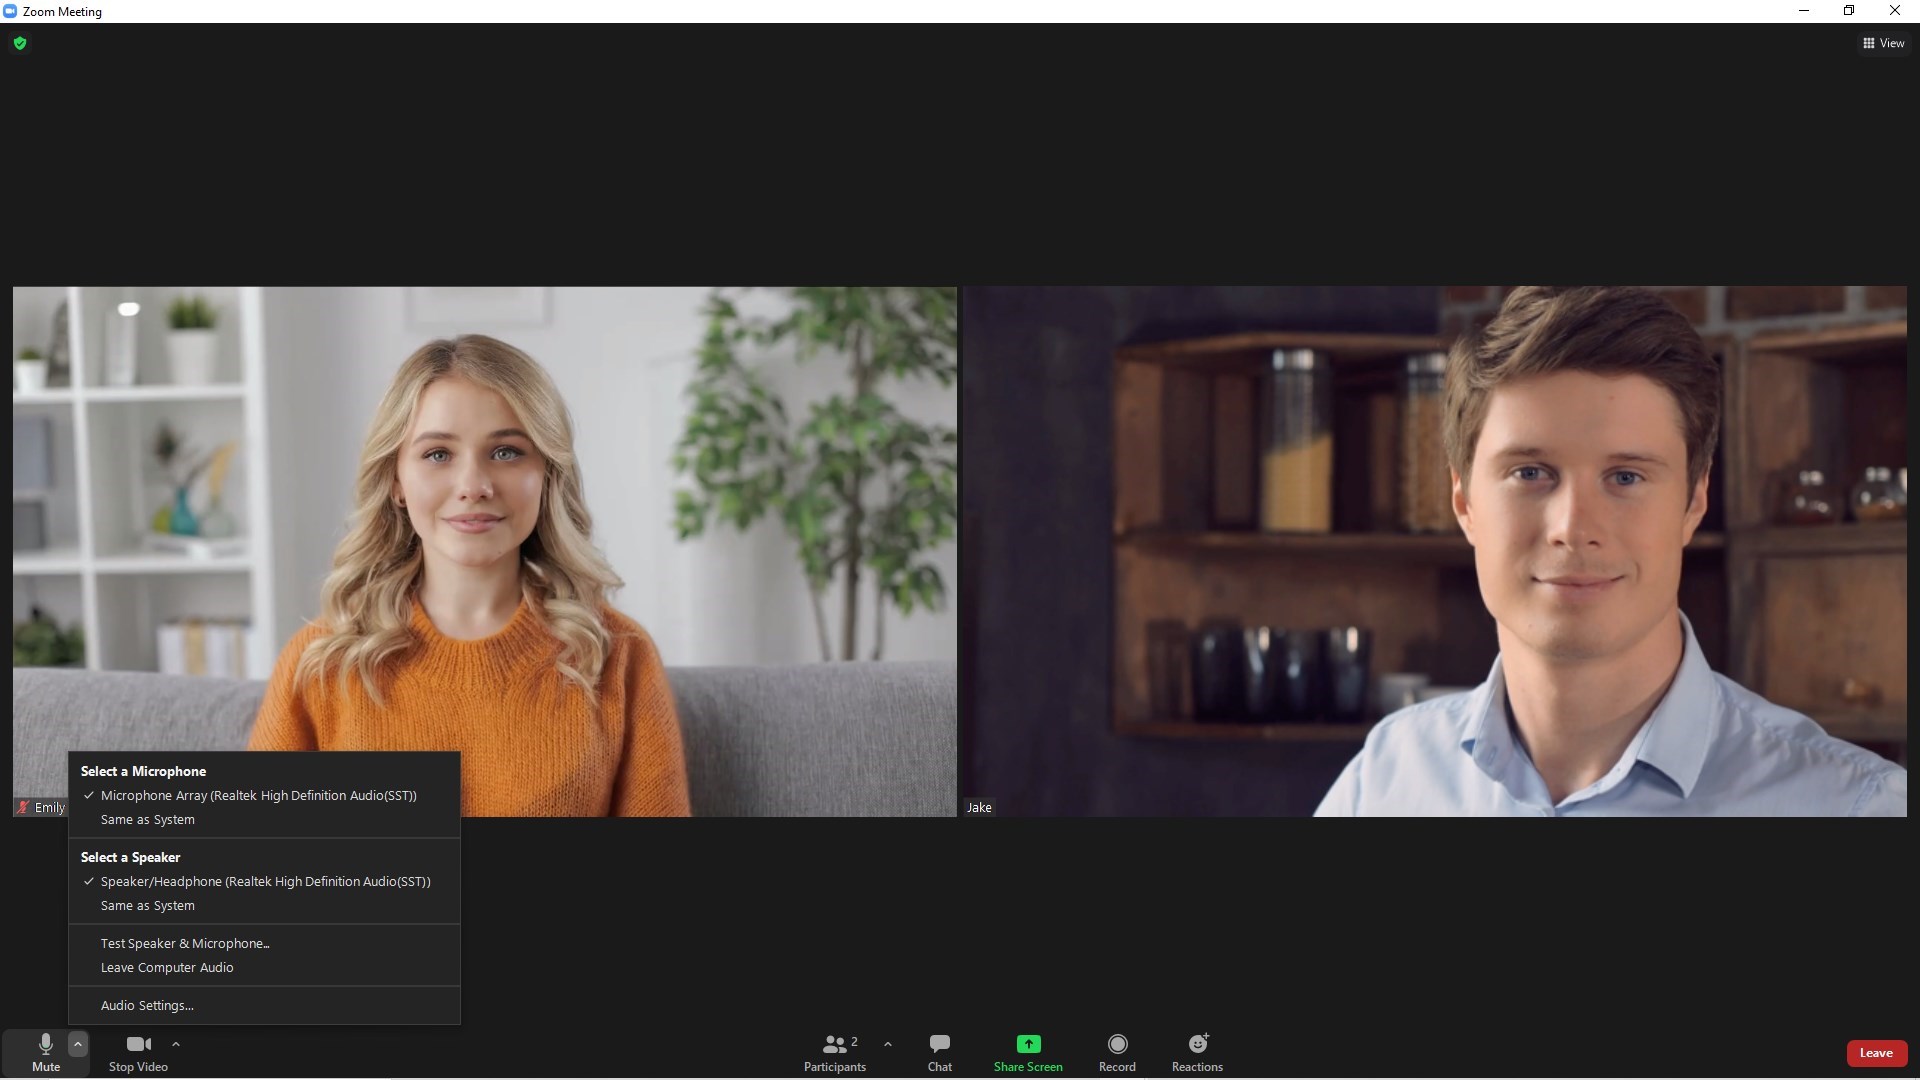 Zoom Meeting
View
Emily
Jake
Select a Microphone
Microphone Array (Realtek High Definition Audio(SST))
Same as System
Select a Speaker
Speaker/Headphone (Realtek High Definition Audio(SST))
Same as System
Test Speaker & Microphone...
Leave Computer Audio
Audio Settings...
Mute
Stop Video
2
Participants
Chat
Share Screen
Record
Reactions
Leave